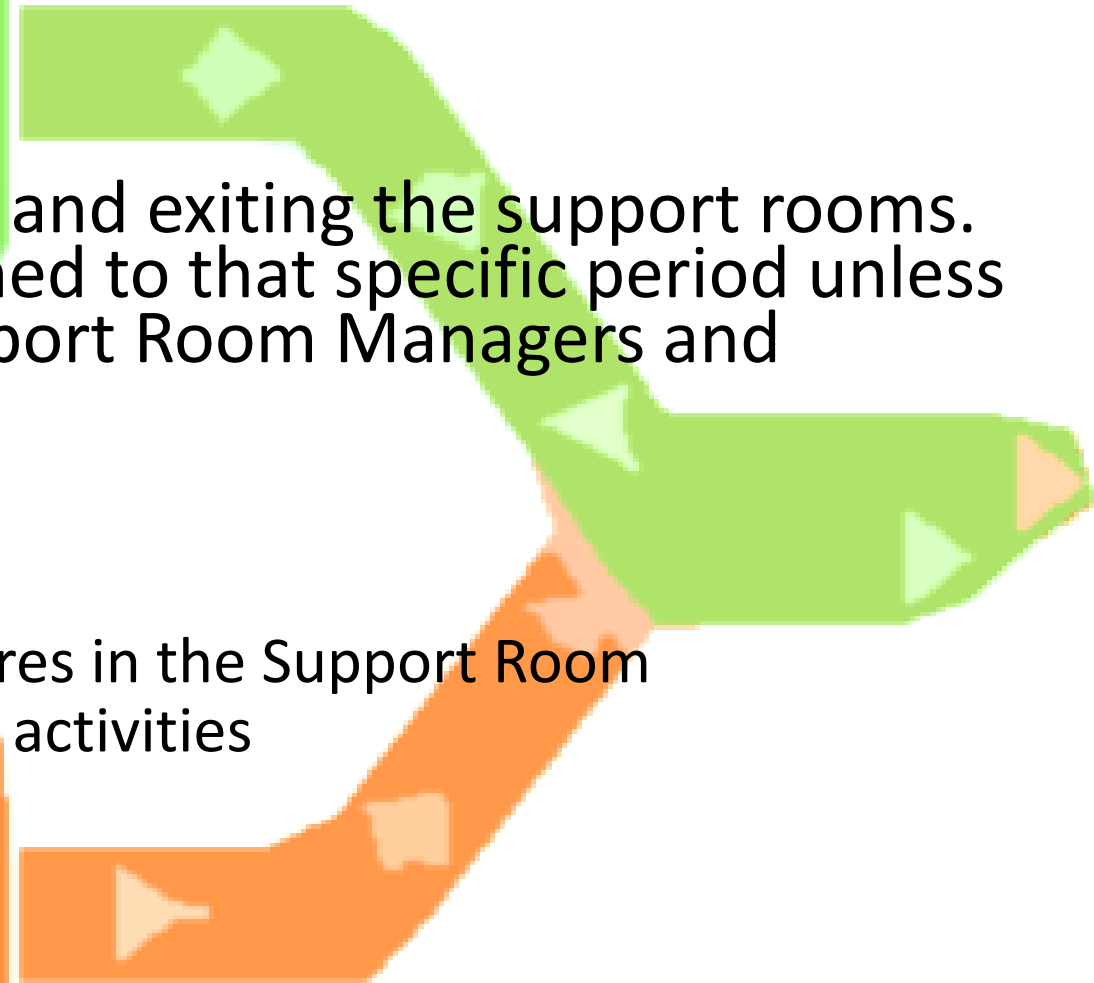 and exiting the support rooms.
ned to that specific period unless
port Room Managers and
res in the Support Room
activities